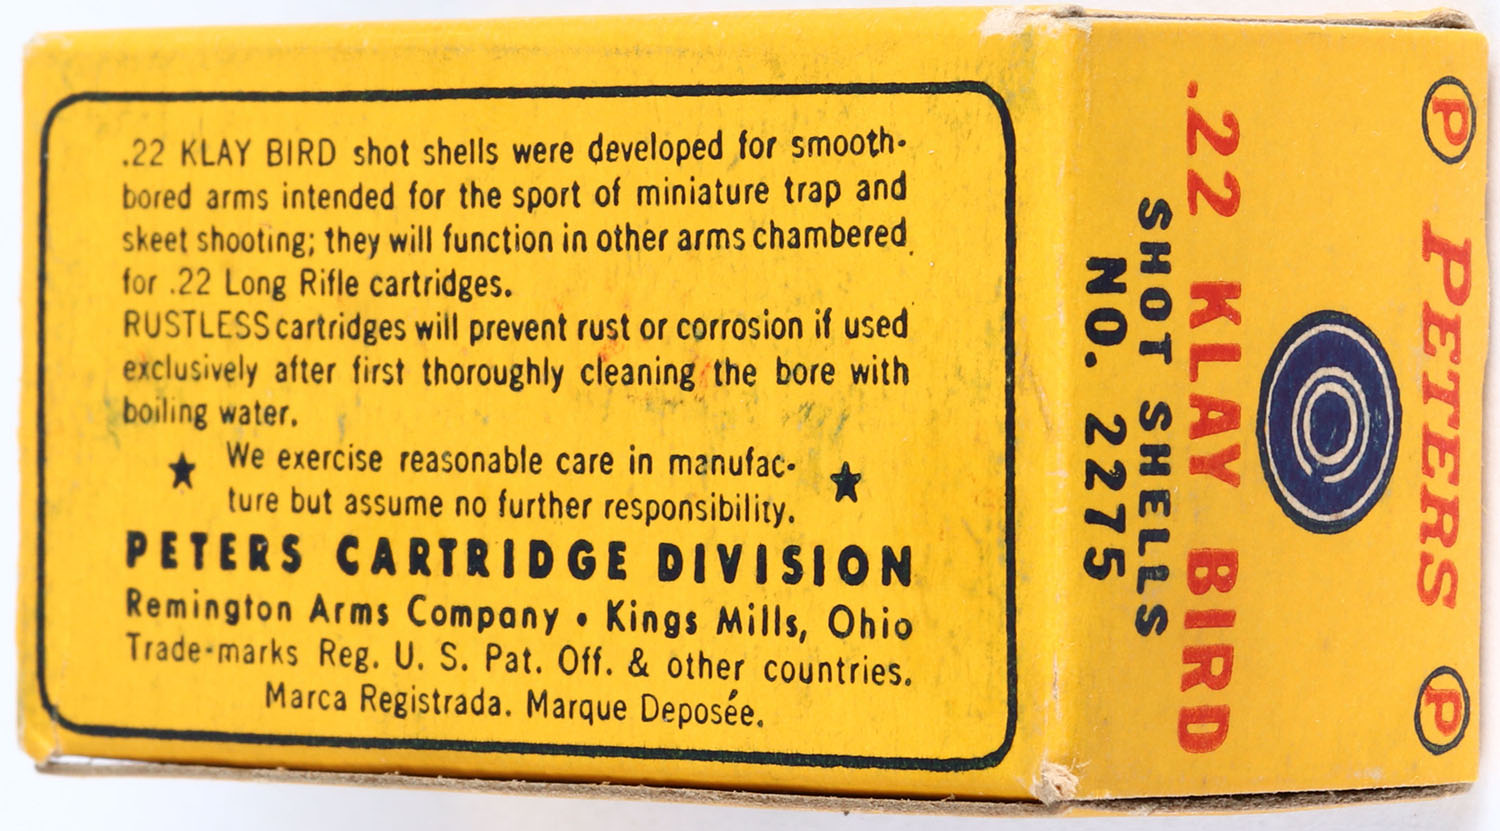 .22 KLAY BIRD shot shells were developed for smooth-
bored arms intended for the sport of miniature trap and
skeet shooting; they will function in other arms chambered
for .22 Long Rifle cartridges.
RUSTLESS cartridges will prevent rust or corrosion if used
exclusively after first thoroughly cleaning the bore with
boiling water.
★ We exercise reasonable care in manufac- ★
ture but assume no further responsibility.
PETERS CARTRIDGE DIVISION
Remington Arms Company • Kings Mills, Ohio
Trade-marks Reg. U. S. Pat. Off. & other countries.
Marca Registrada. Marque Deposée.
P PETERS P
.22 KLAY BIRD
SHOT SHELLS
NO. 2275